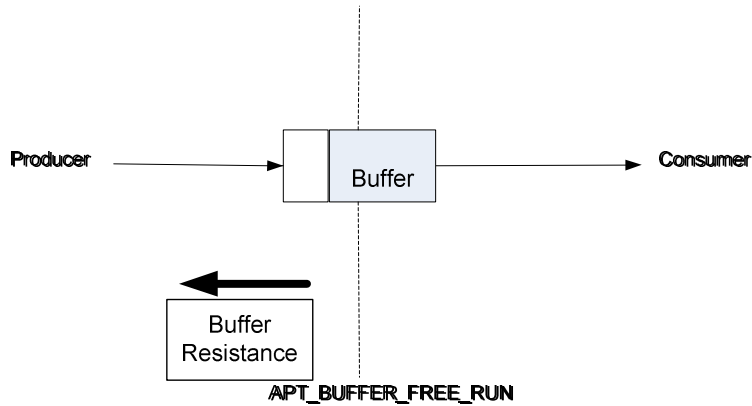 Producer
Buffer
Consumer
Buffer
Resistance
APT_BUFFER_FREE_RUN